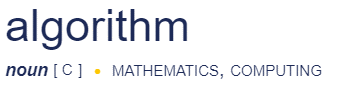 algorithm
noun [ C ] • MATHEMATICS, COMPUTING